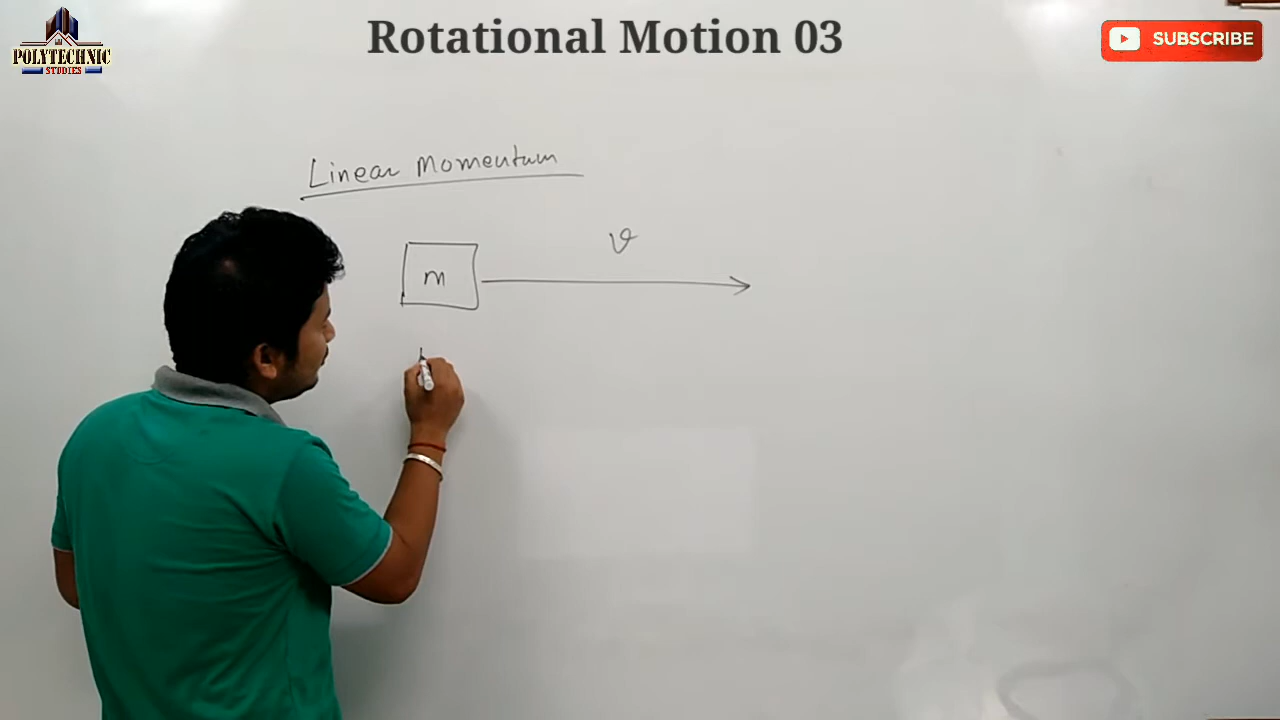 Rotational Motion 03
POLYTECHNIC
STUDIES
SUBSCRIBE
Linear Momentum
v
m